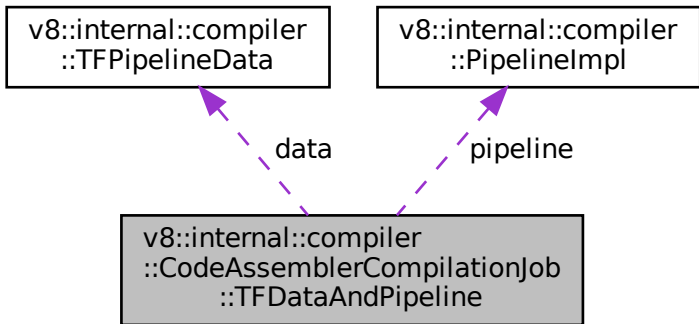 v8::internal::compiler
::TFPipelineData
v8::internal::compiler
::PipelineImpl
data
pipeline
v8::internal::compiler
::CodeAssemblerCompilationJob
::TFDataAndPipeline